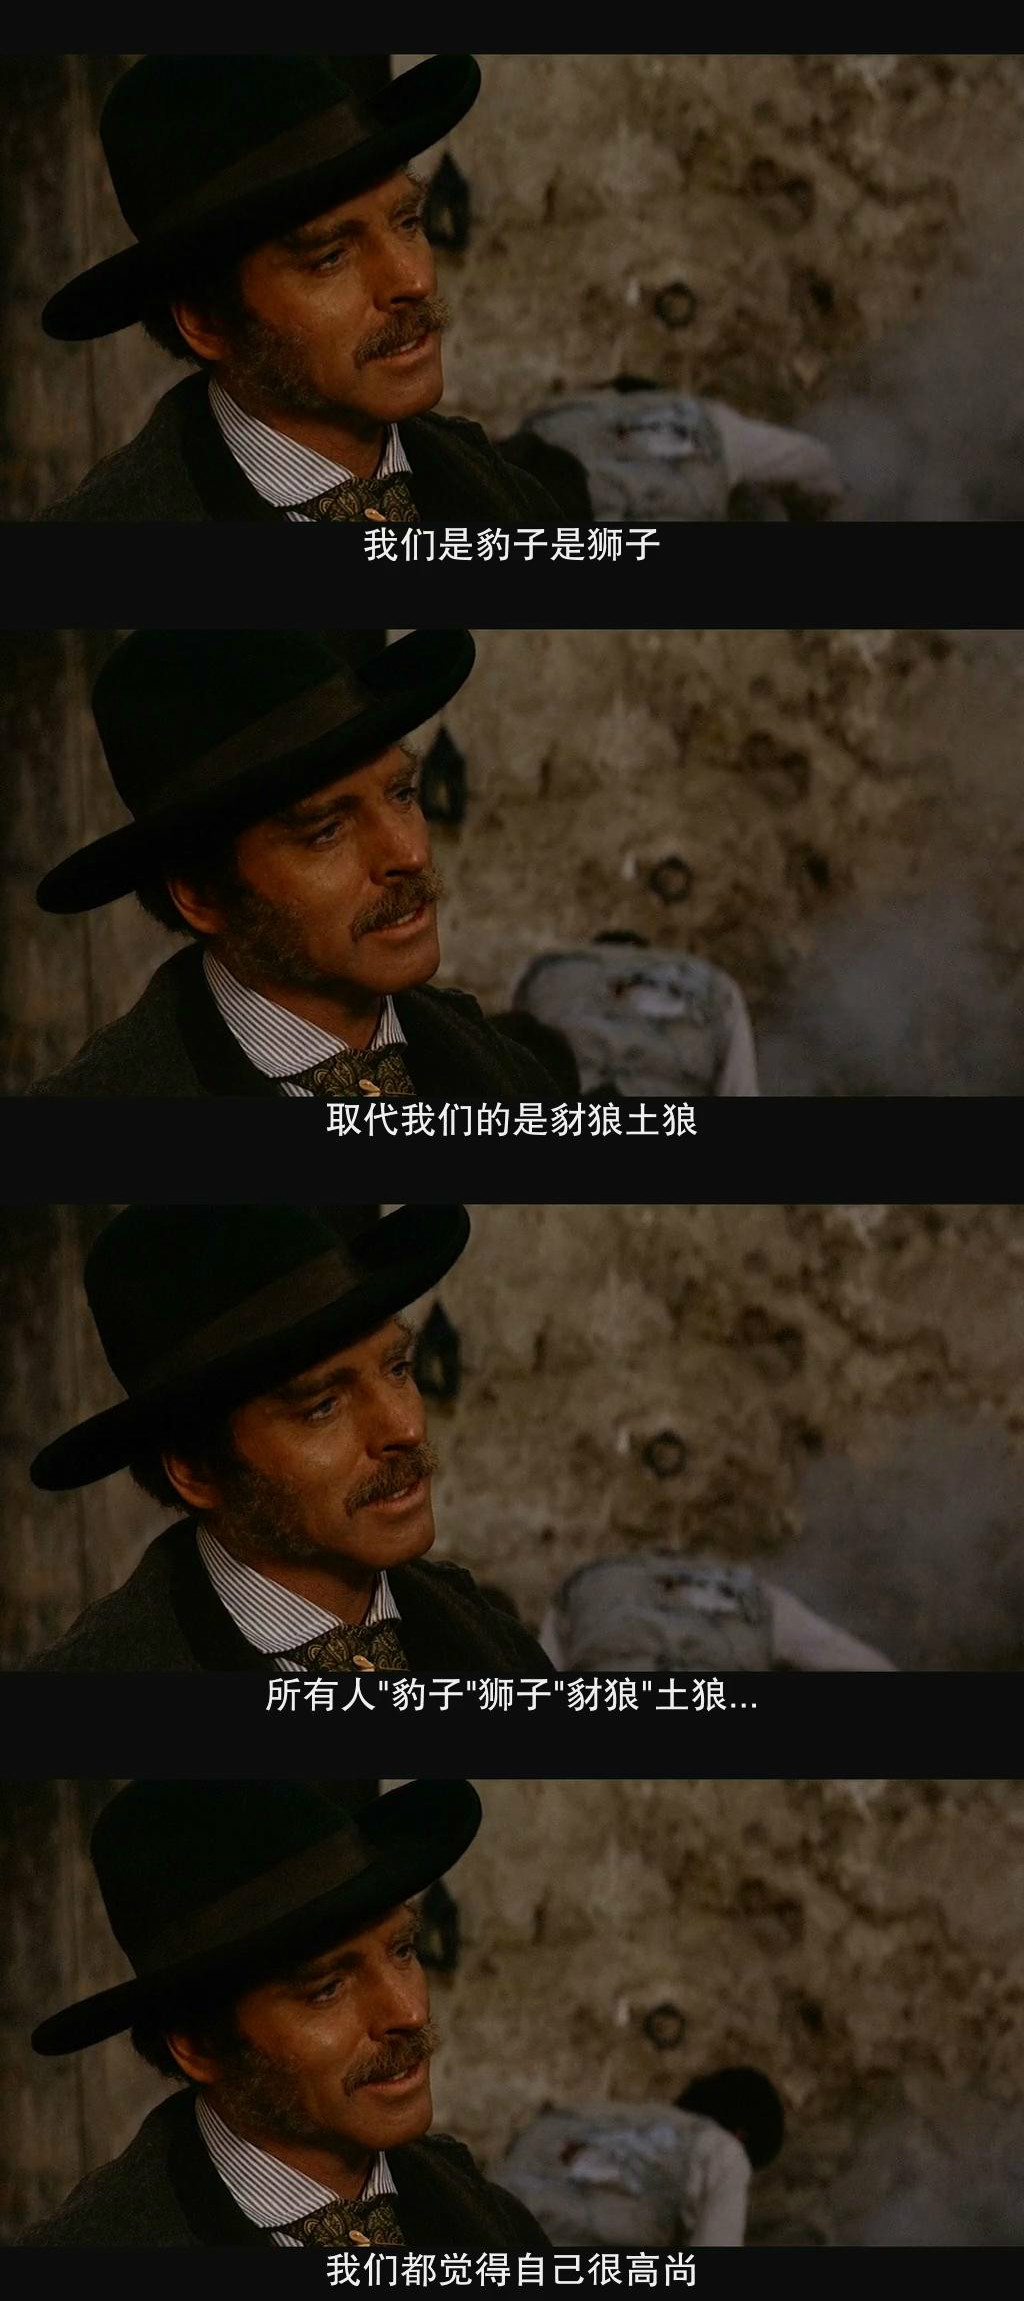 我们是豹子是狮子
取代我们的是豺狼土狼
所有人"豹子"狮子"豺狼"土狼...
我们都觉得自己很高尚